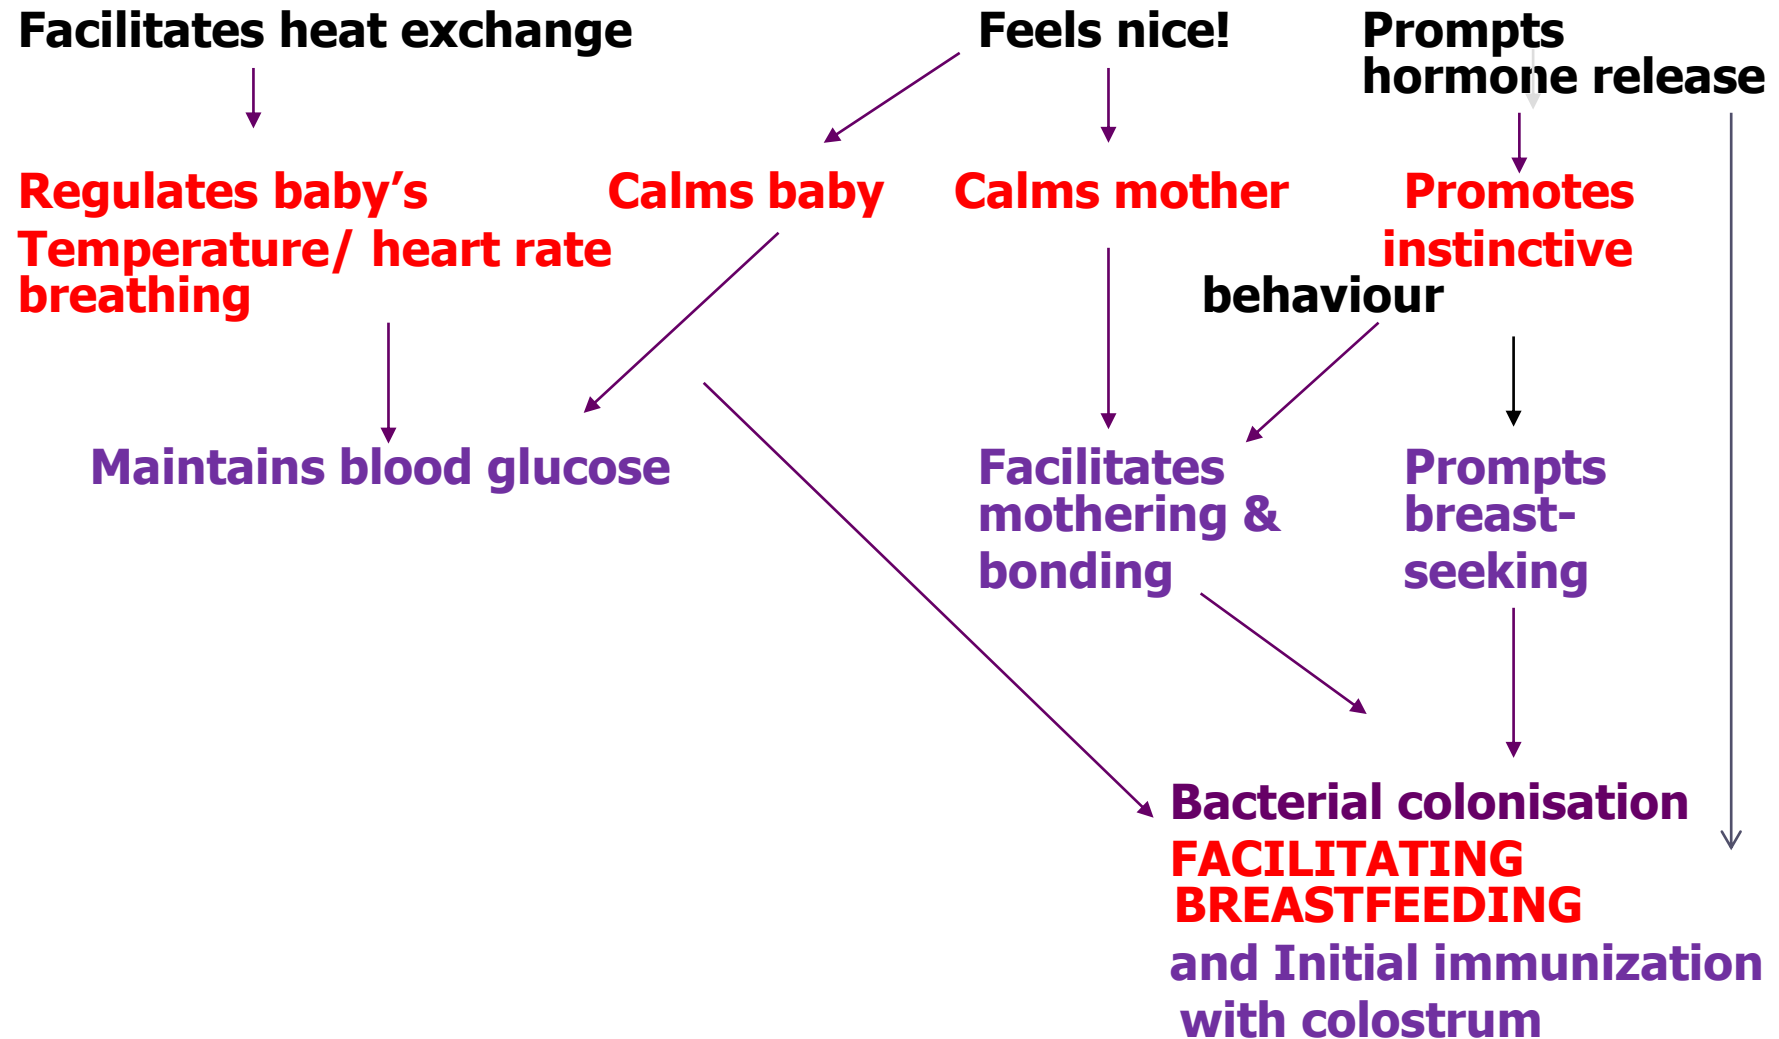 Facilitates heat exchange
Feels nice!
Prompts
hormone release
Regulates baby’s
Temperature/ heart rate
breathing
Calms baby
Calms mother
Promotes
instinctive
behaviour
Maintains blood glucose
Facilitates
mothering &
bonding
Prompts
breast-
seeking
Bacterial colonisation
FACILITATING
BREASTFEEDING
and Initial immunization
with colostrum